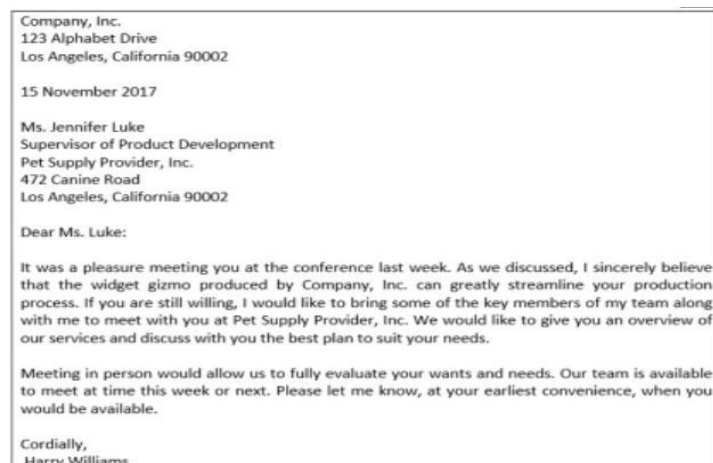 Company, Inc.
123 Alphabet Drive
Los Angeles, California 90002
15 November 2017
Ms. Jennifer Luke
Supervisor of Product Development
Pet Supply Provider, Inc.
472 Canine Road
Los Angeles, California 90002
Dear Ms. Luke:
It was a pleasure meeting you at the conference last week. As we discussed, I sincerely believe
that the widget gizmo produced by Company, Inc. can greatly streamline your production
process. If you are still willing, I would like to bring some of the key members of my team along
with me to meet with you at Pet Supply Provider, Inc. We would like to give you an overview of
our services and discuss with you the best plan to suit your needs.
Meeting in person would allow us to fully evaluate your wants and needs. Our team is available
to meet at time this week or next. Please let me know, at your earliest convenience, when you
would be available.
Cordially,
Harry Williams